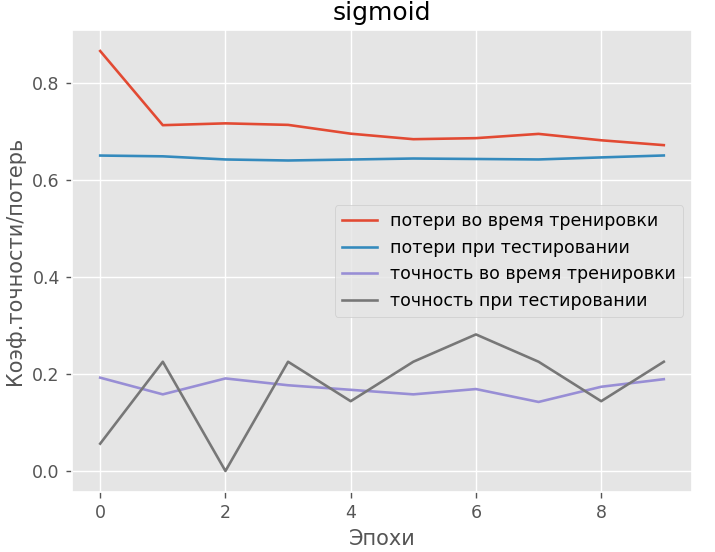 sigmoid
Коэф.точности/потерь
0.8
0.6
0.4
0.2
0.0
потери во время тренировки
потери при тестировании
точность во время тренировки
точность при тестировании
0 2 4 6 8
Эпохи